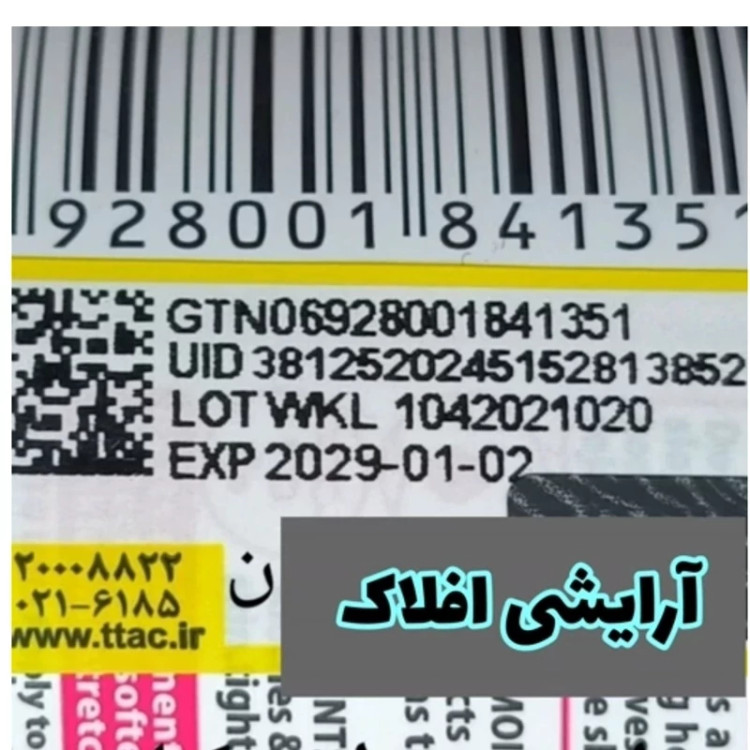 928001 841351
GTN06928001841351
UID 3812520245152813852
LOT WKL 1042021020
EXP 2029-01-02
۲۰۰۰۸۸۲۲
۰۲۱-۶۱۸۵
www.ttac.ir
ن
آرایشی افلاک